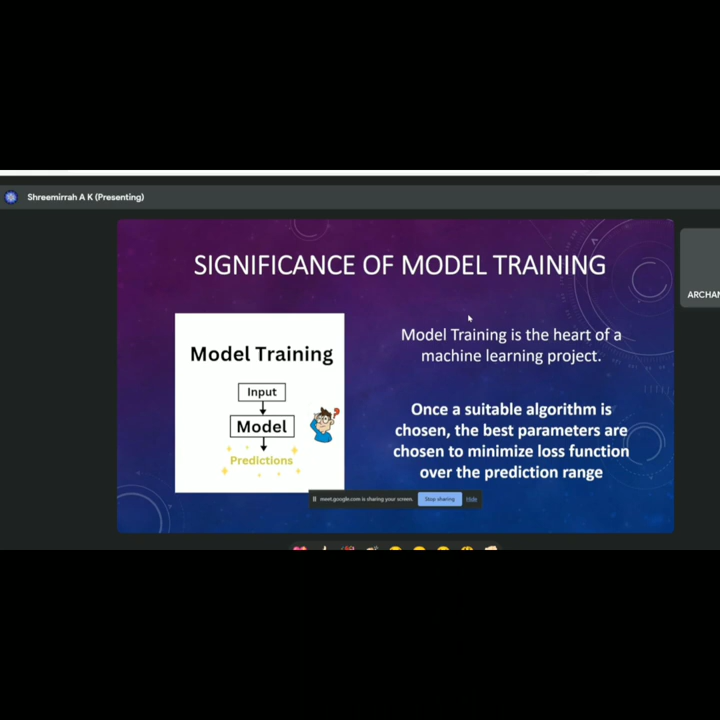 Shreemirrah A K (Presenting)
SIGNIFICANCE OF MODEL TRAINING
Model Training
Input
Model
Predictions
Model Training is the heart of a
machine learning project.
Once a suitable algorithm is
chosen, the best parameters are
chosen to minimize loss function
over the prediction range
meet.google.com is sharing your screen.
Stop sharing
Hide